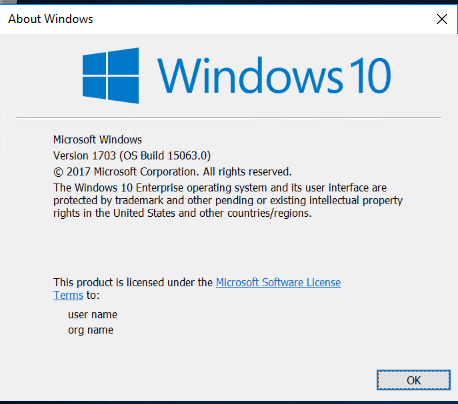 About Windows
Windows 10
Microsoft Windows
Version 1703 (OS Build 15063.0)
© 2017 Microsoft Corporation. All rights reserved.
The Windows 10 Enterprise operating system and its user interface are
protected by trademark and other pending or existing intellectual property
rights in the United States and other countries/regions.
This product is licensed under the Microsoft Software License
Terms to:
user name
org name
OK